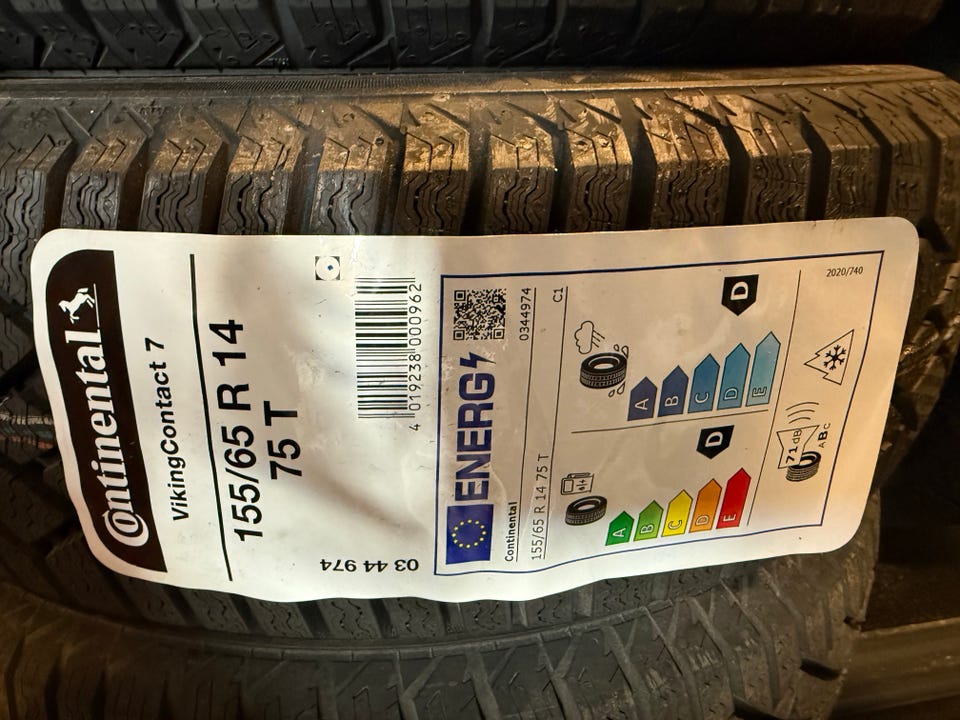 Continental
VikingContact 7
155/65 R 14
75 T
4 019238 000962
03 44 974
ENERG
0344974
Continental
155/65 R 14 75 T
C1
D
A
B
C
D
E
D
A
B
C
D
E
2020/740
71 dB
ABC